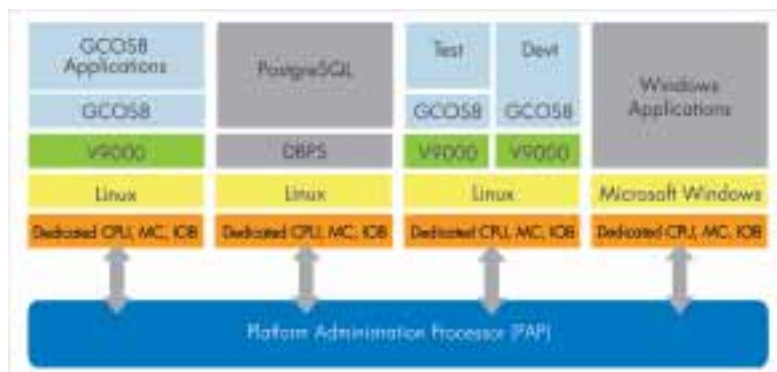 GCOS8
Applications
GCOS8
V9000
Linux
Dedicated CPU, MC, IOB
PostgreSQL
DBPS
Linux
Dedicated CPU, MC, IOB
Test
Devt
GCOS8
GCOS8
V9000
V9000
Linux
Dedicated CPU, MC, IOB
Windows
Applications
Microsoft Windows
Dedicated CPU, MC, IOB
Platform Administration Processor (PAP)